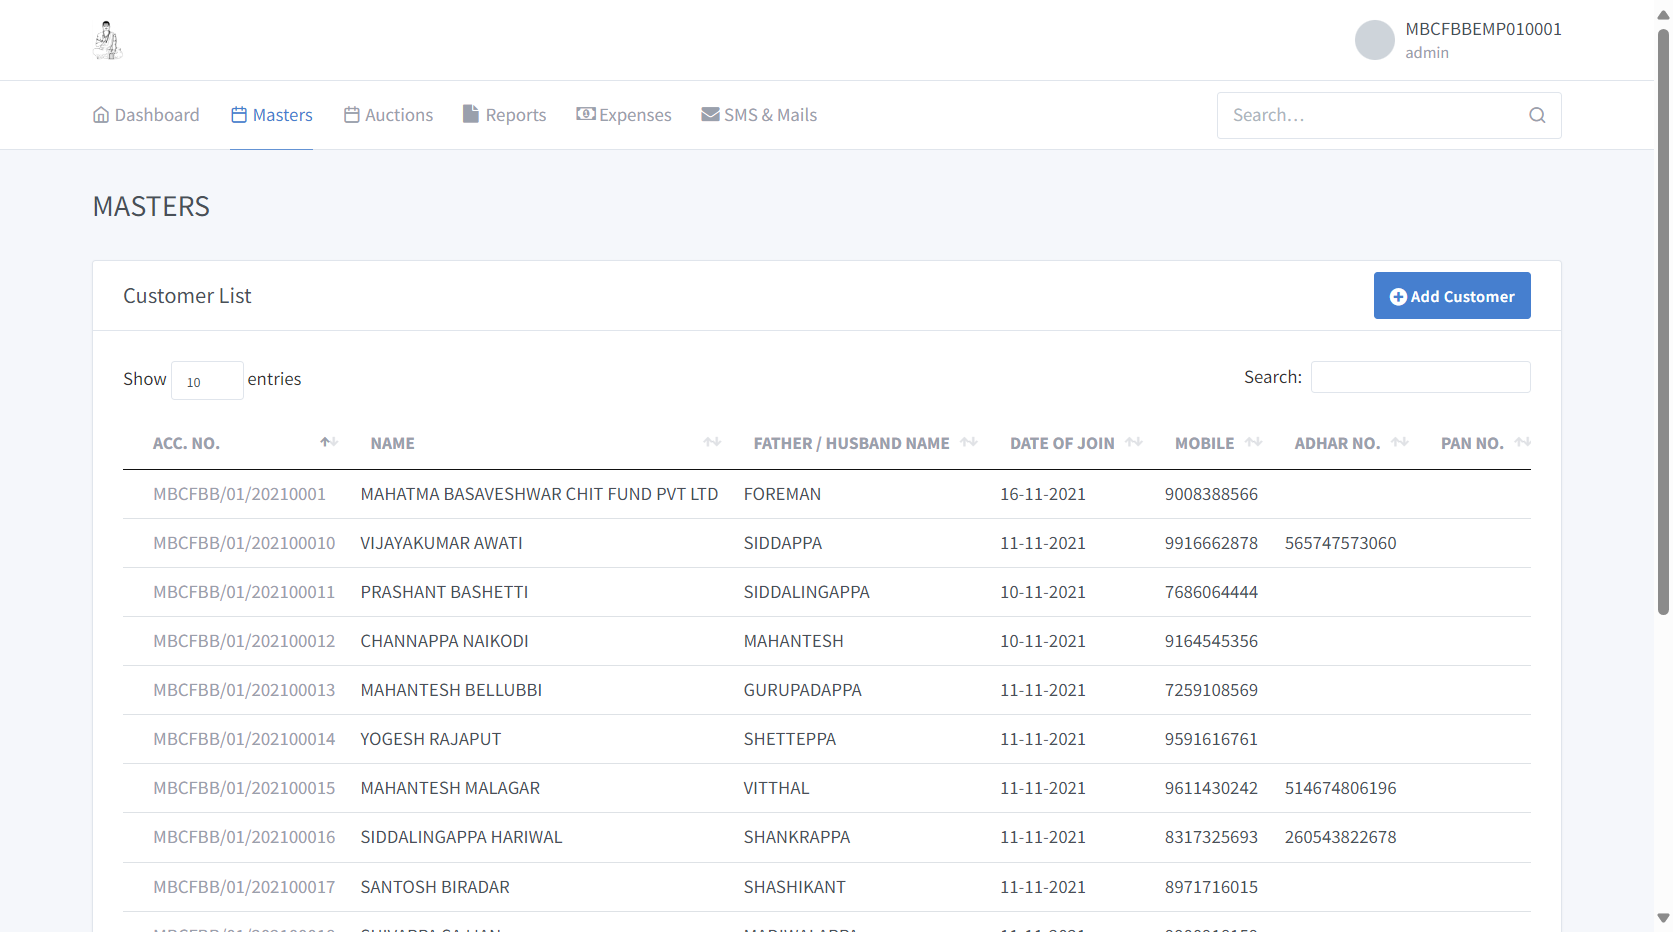 MBCFBBEMP010001
admin
Dashboard Masters Auctions Reports Expenses SMS & Mails Search...
MASTERS
Customer List Add Customer
Show 10 entries Search:
ACC. NO. NAME FATHER / HUSBAND NAME DATE OF JOIN MOBILE ADHAR NO. PAN NO.
MBCFBB/01/20210001 MAHATMA BASAVESHWAR CHIT FUND PVT LTD FOREMAN 16-11-2021 9008388566
MBCFBB/01/202100010 VIJAYAKUMAR AWATI SIDDAPPA 11-11-2021 9916662878 565747573060
MBCFBB/01/202100011 PRASHANT BASHETTI SIDDALINGAPPA 10-11-2021 7686064444
MBCFBB/01/202100012 CHANNAPPA NAIKODI MAHANTESH 10-11-2021 9164545356
MBCFBB/01/202100013 MAHANTESH BELLUBBI GURUPADAPPA 11-11-2021 7259108569
MBCFBB/01/202100014 YOGESH RAJAPUT SHETTEPPA 11-11-2021 9591616761
MBCFBB/01/202100015 MAHANTESH MALAGAR VITTHAL 11-11-2021 9611430242 514674806196
MBCFBB/01/202100016 SIDDALINGAPPA HARIWAL SHANKRAPPA 11-11-2021 8317325693 260543822678
MBCFBB/01/202100017 SANTOSH BIRADAR SHASHIKANT 11-11-2021 8971716015